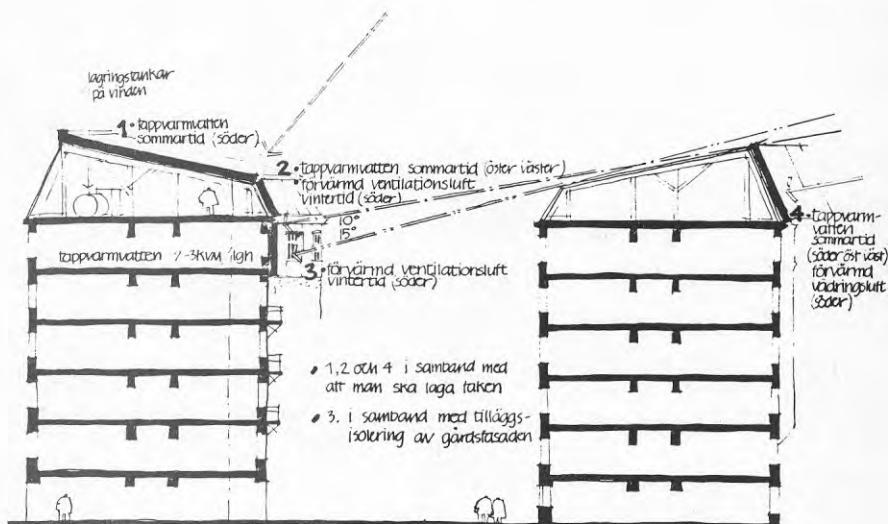 lagringstankar
på vinden
1. tappvarmvatten
sommartid (söder)
2. tappvarmvatten sommartid (öster väster)
förvärmd ventilationsluft
vintertid (söder)
10°
15°
tappvarmvatten 2-3kvm/lgh
3. förvärmd ventilationsluft
vintertid (söder)
4. tappvarm-
vatten
sommartid
(söder öst väst)
förvärmd
vädringsluft
(söder)
• 1,2 och 4 i samband med
att man ska laga taken
• 3. i samband med tilläggs-
isolering av gårdsfasaden